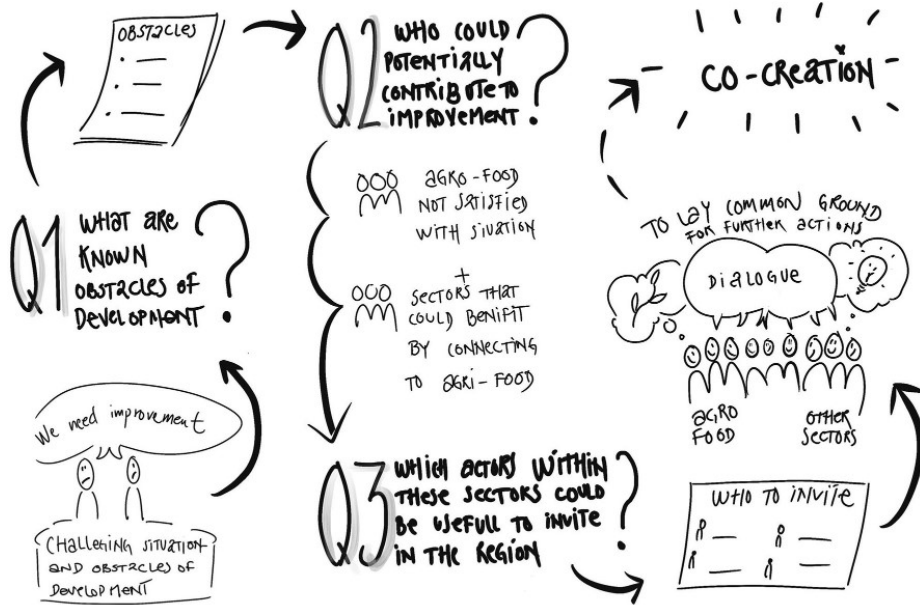 We need improvement
CHALLENGING SITUATION
AND OBSTACLES OF
DEVELOPMENT
Q1 WHAT ARE
KNOWN
OBSTACLES OF
DEVELOPMENT?
OBSTACLES
Q2 WHO COULD
POTENTIALLY
CONTRIBUTE TO
IMPROVEMENT?
AGRO-FOOD
NOT SATISFIED
WITH SIUATION
+
SECTORS THAT
COULD BENIFIT
BY CONNECTING
TO AGRI-FOOD
Q3 WHICH ACTORS WITHIN
THESE SECTORS COULD
BE USEFULL TO INVITE
IN THE REGION?
WHO TO INVITE
AGRO
FOOD
OTHER
SECTORS
DIALOGUE
TO LAY COMMON GROUND
FOR FURTHER ACTIONS
CO-CREATION